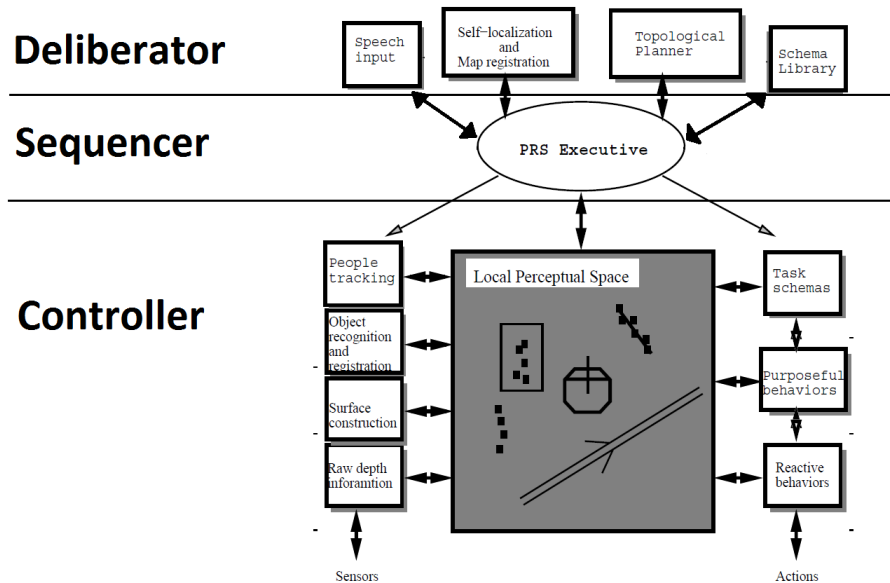 Deliberator
Speech
input
Self-localization
and
Map registration
Topological
Planner
Schema
Library
Sequencer
PRS Executive
Controller
People
tracking
Object
recognition
and
registration
Surface
construction
Raw depth
inforamtion
Local Perceptual Space
Task
schemas
Purposeful
behaviors
Reactive
behaviors
Sensors
Actions